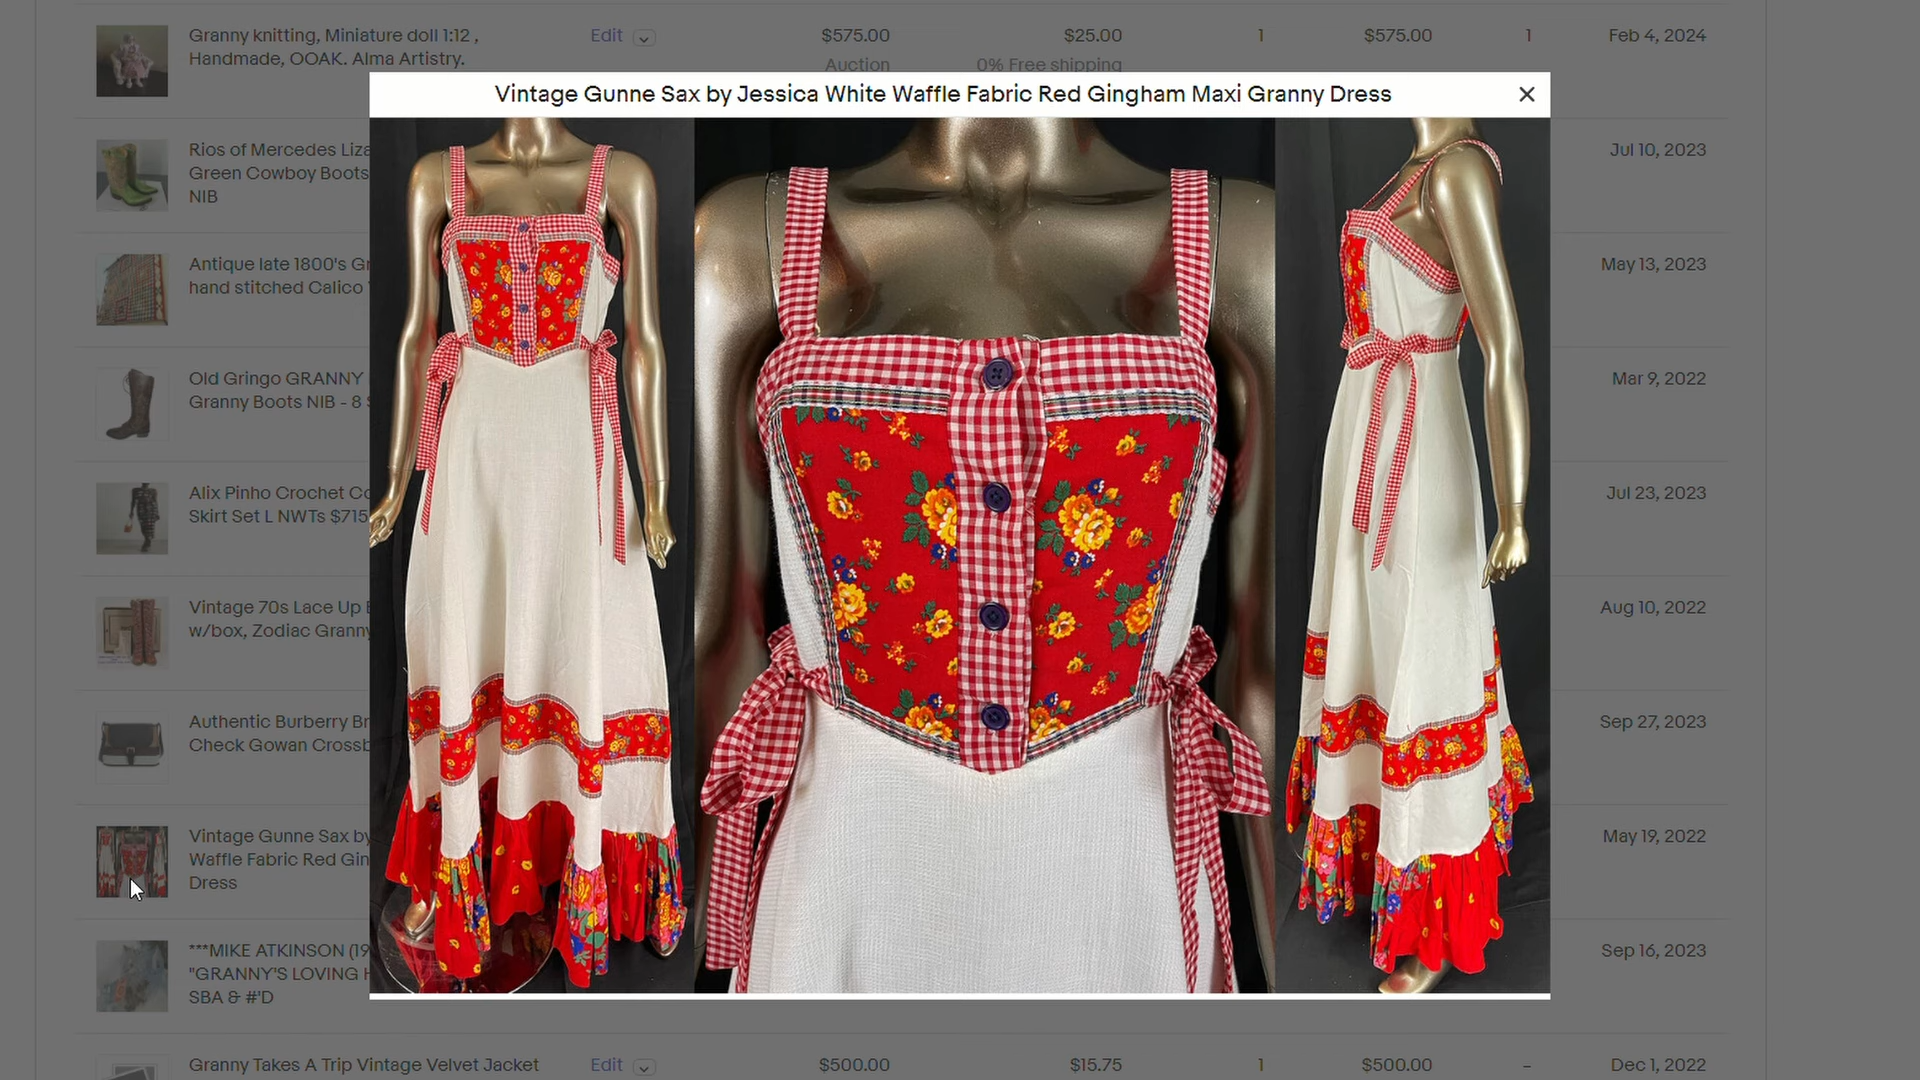 Granny knitting, Miniature doll 1:12 , Edit $575.00 $25.00 1 $575.00 1 Feb 4, 2024
Handmade, OOAK. Alma Artistry. Auction 0% Free shipping
Vintage Gunne Sax by Jessica White Waffle Fabric Red Gingham Maxi Granny Dress
Rios of Mercedes Liza Jul 10, 2023
Green Cowboy Boots
NIB
Antique late 1800's Gr May 13, 2023
hand stitched Calico
Old Gringo GRANNY Mar 9, 2022
Granny Boots NIB - 8
Alix Pinho Crochet Co Jul 23, 2023
Skirt Set L NWTs $715
Vintage 70s Lace Up Aug 10, 2022
w/box, Zodiac Granny
Authentic Burberry Br Sep 27, 2023
Check Gowan Crossb
Vintage Gunne Sax by May 19, 2022
Waffle Fabric Red Gin
Dress
***MIKE ATKINSON (19 Sep 16, 2023
"GRANNY'S LOVING
SBA & #'D
Granny Takes A Trip Vintage Velvet Jacket Edit $500.00 $15.75 1 $500.00 – Dec 1, 2022